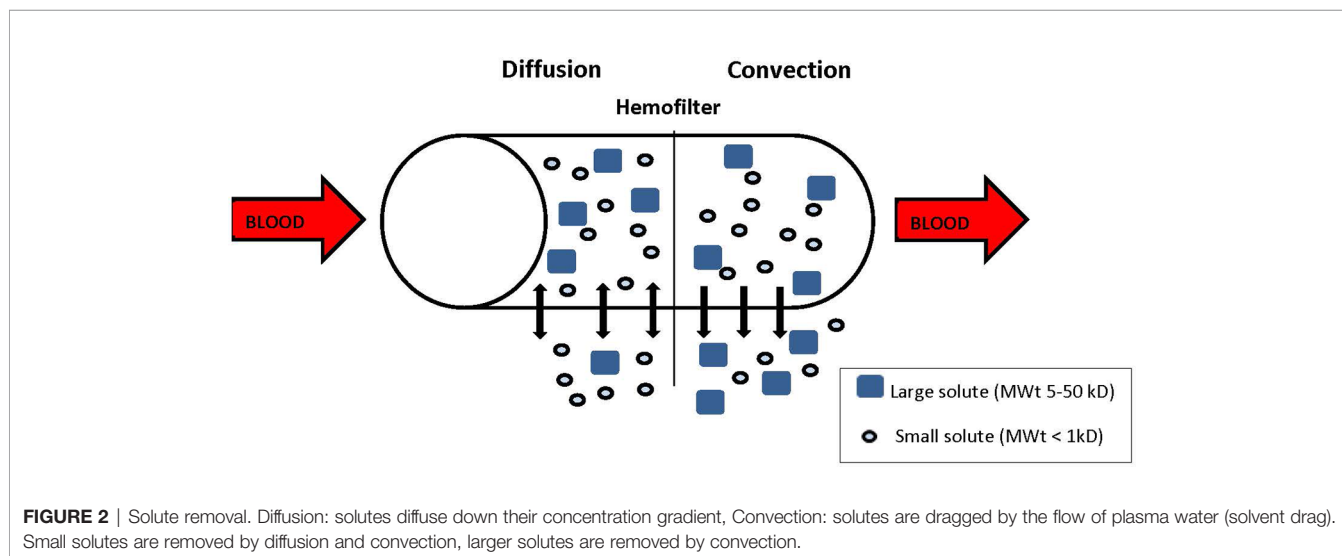 Diffusion
Convection
Hemofilter
BLOOD
BLOOD
Large solute (MWt 5-50 kD)
Small solute (MWt < 1kD)
FIGURE 2 | Solute removal. Diffusion: solutes diffuse down their concentration gradient, Convection: solutes are dragged by the flow of plasma water (solvent drag).
Small solutes are removed by diffusion and convection, larger solutes are removed by convection.